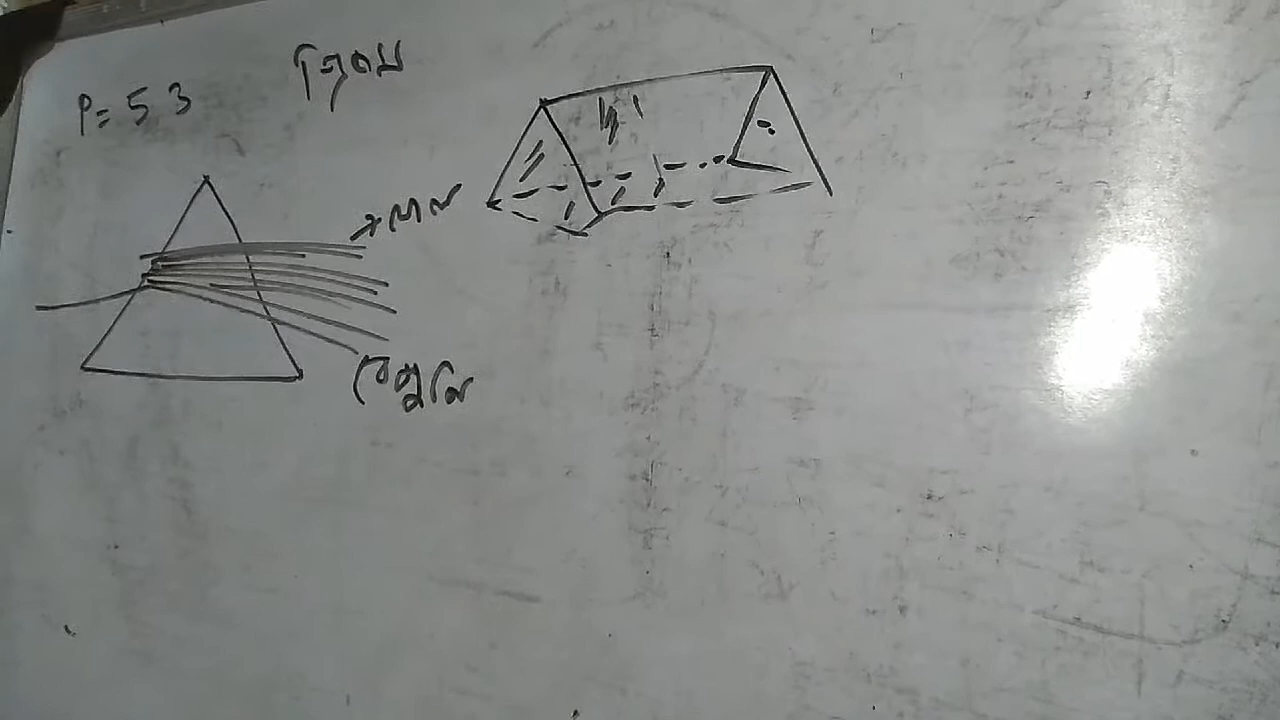 P = 53
প্রিজম
লাল
বেগুনি